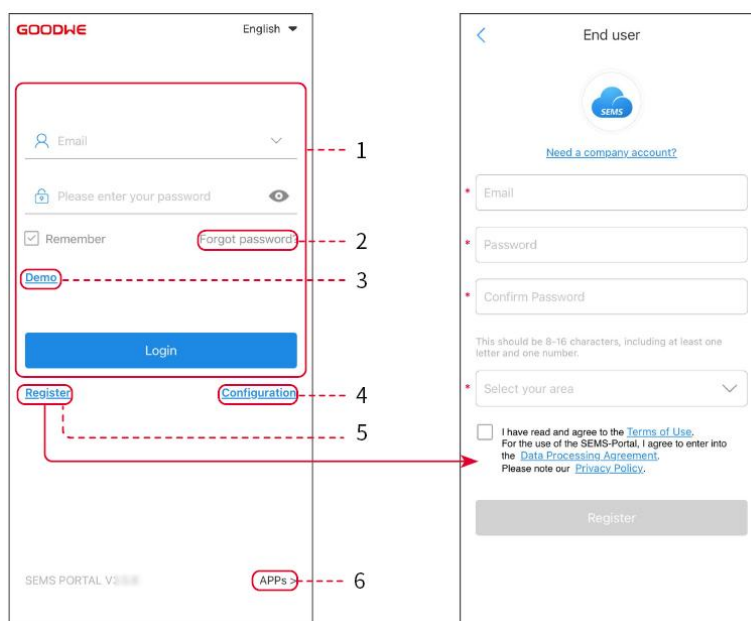 GOODWE
English
Email
1
Please enter your password
Remember
Forgot password?
2
Demo
3
Login
Register
Configuration
4
5
SEMS PORTAL
APPs >
6
End user
SEMS
Need a company account?
* Email
* Password
* Confirm Password
This should be 8-16 characters, including at least one
letter and one number.
* Select your area
I have read and agree to the Terms of Use.
For the use of the SEMS-Portal, I agree to enter into
the Data Processing Agreement.
Please note our Privacy Policy.
Register